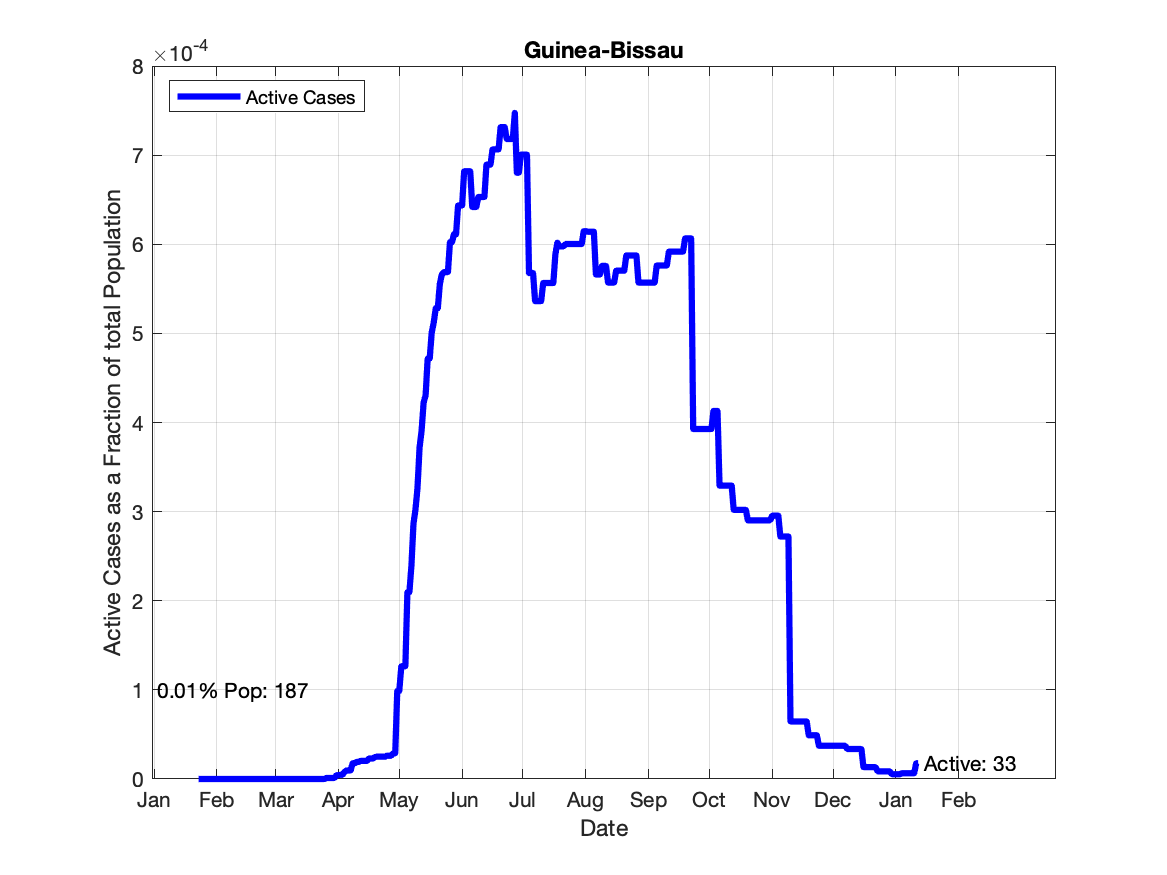 Guinea-Bissau
×10-4
Active Cases
8
7
6
5
4
3
2
1
0
Active Cases as a Fraction of total Population
0.01% Pop: 187
Active: 33
Jan Feb Mar Apr May Jun Jul Aug Sep Oct Nov Dec Jan Feb
Date